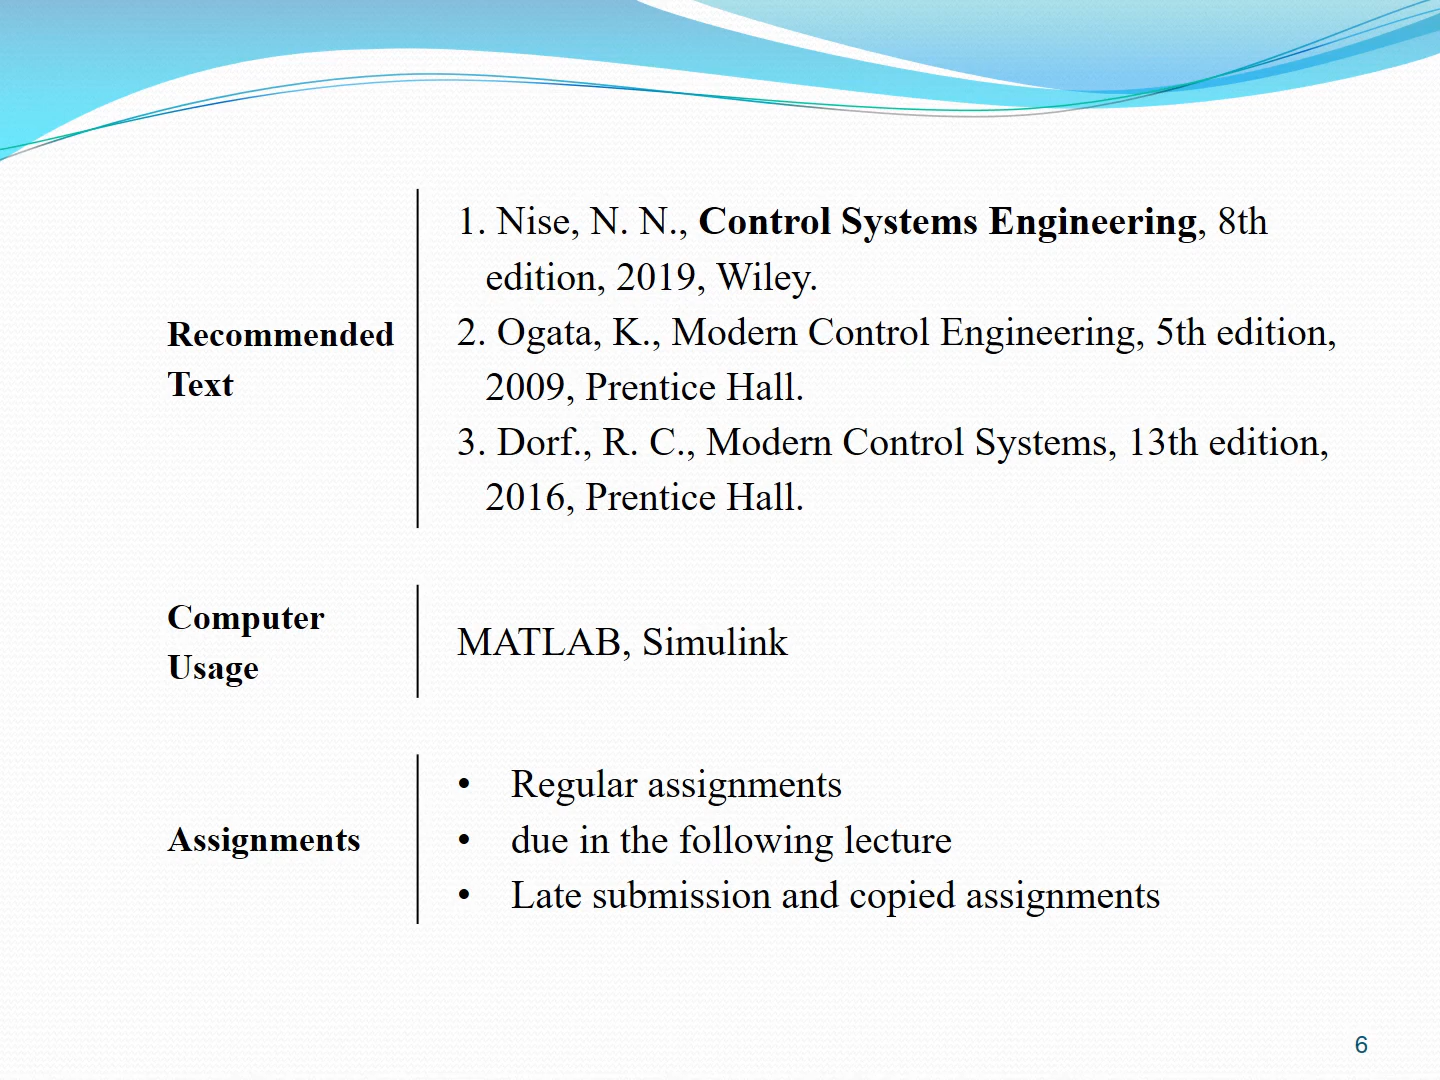 Recommended
Text
1. Nise, N. N., Control Systems Engineering, 8th
edition, 2019, Wiley.
2. Ogata, K., Modern Control Engineering, 5th edition,
2009, Prentice Hall.
3. Dorf., R. C., Modern Control Systems, 13th edition,
2016, Prentice Hall.
Computer
Usage
MATLAB, Simulink
Assignments
• Regular assignments
• due in the following lecture
• Late submission and copied assignments
6